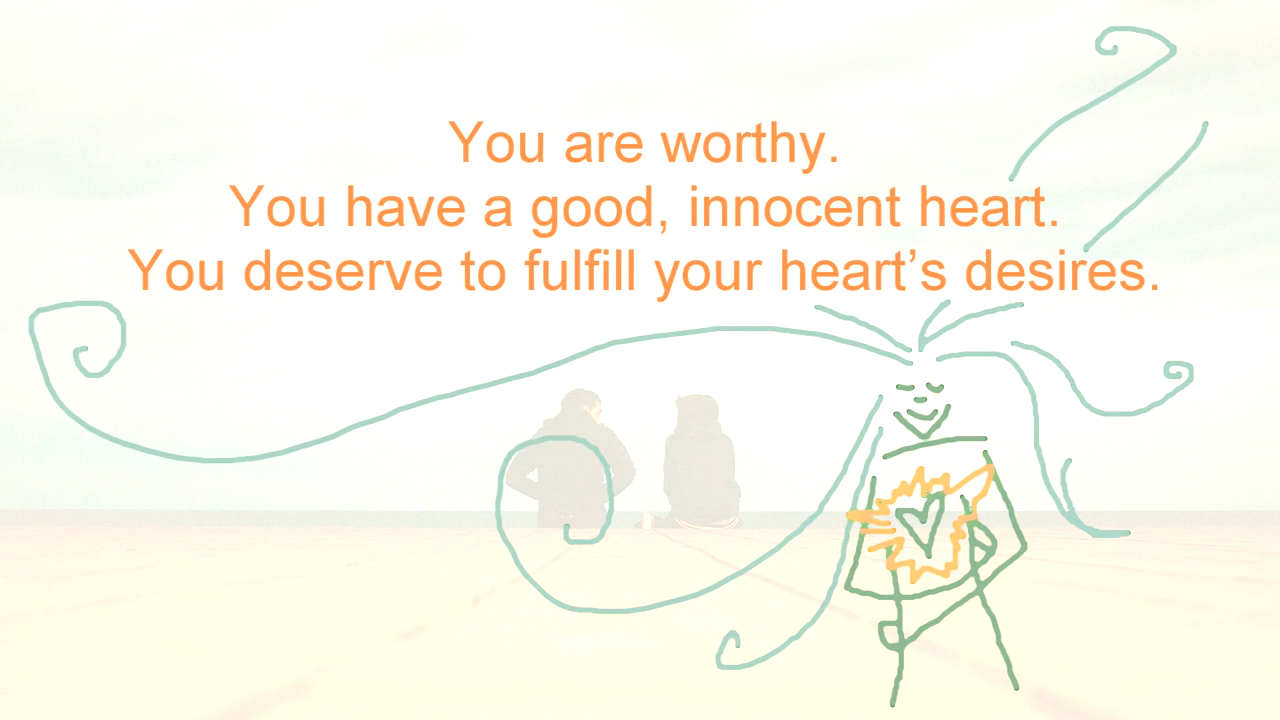 You are worthy.
You have a good, innocent heart.
You deserve to fulfill your heart’s desires.